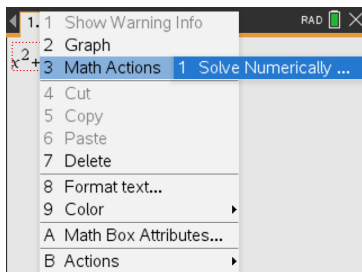 1.
RAD
1 Show Warning Info
2 Graph
x²+
3 Math Actions
1 Solve Numerically ...
4 Cut
5 Copy
6 Paste
7 Delete
8 Format text...
9 Color
A Math Box Attributes...
B Actions